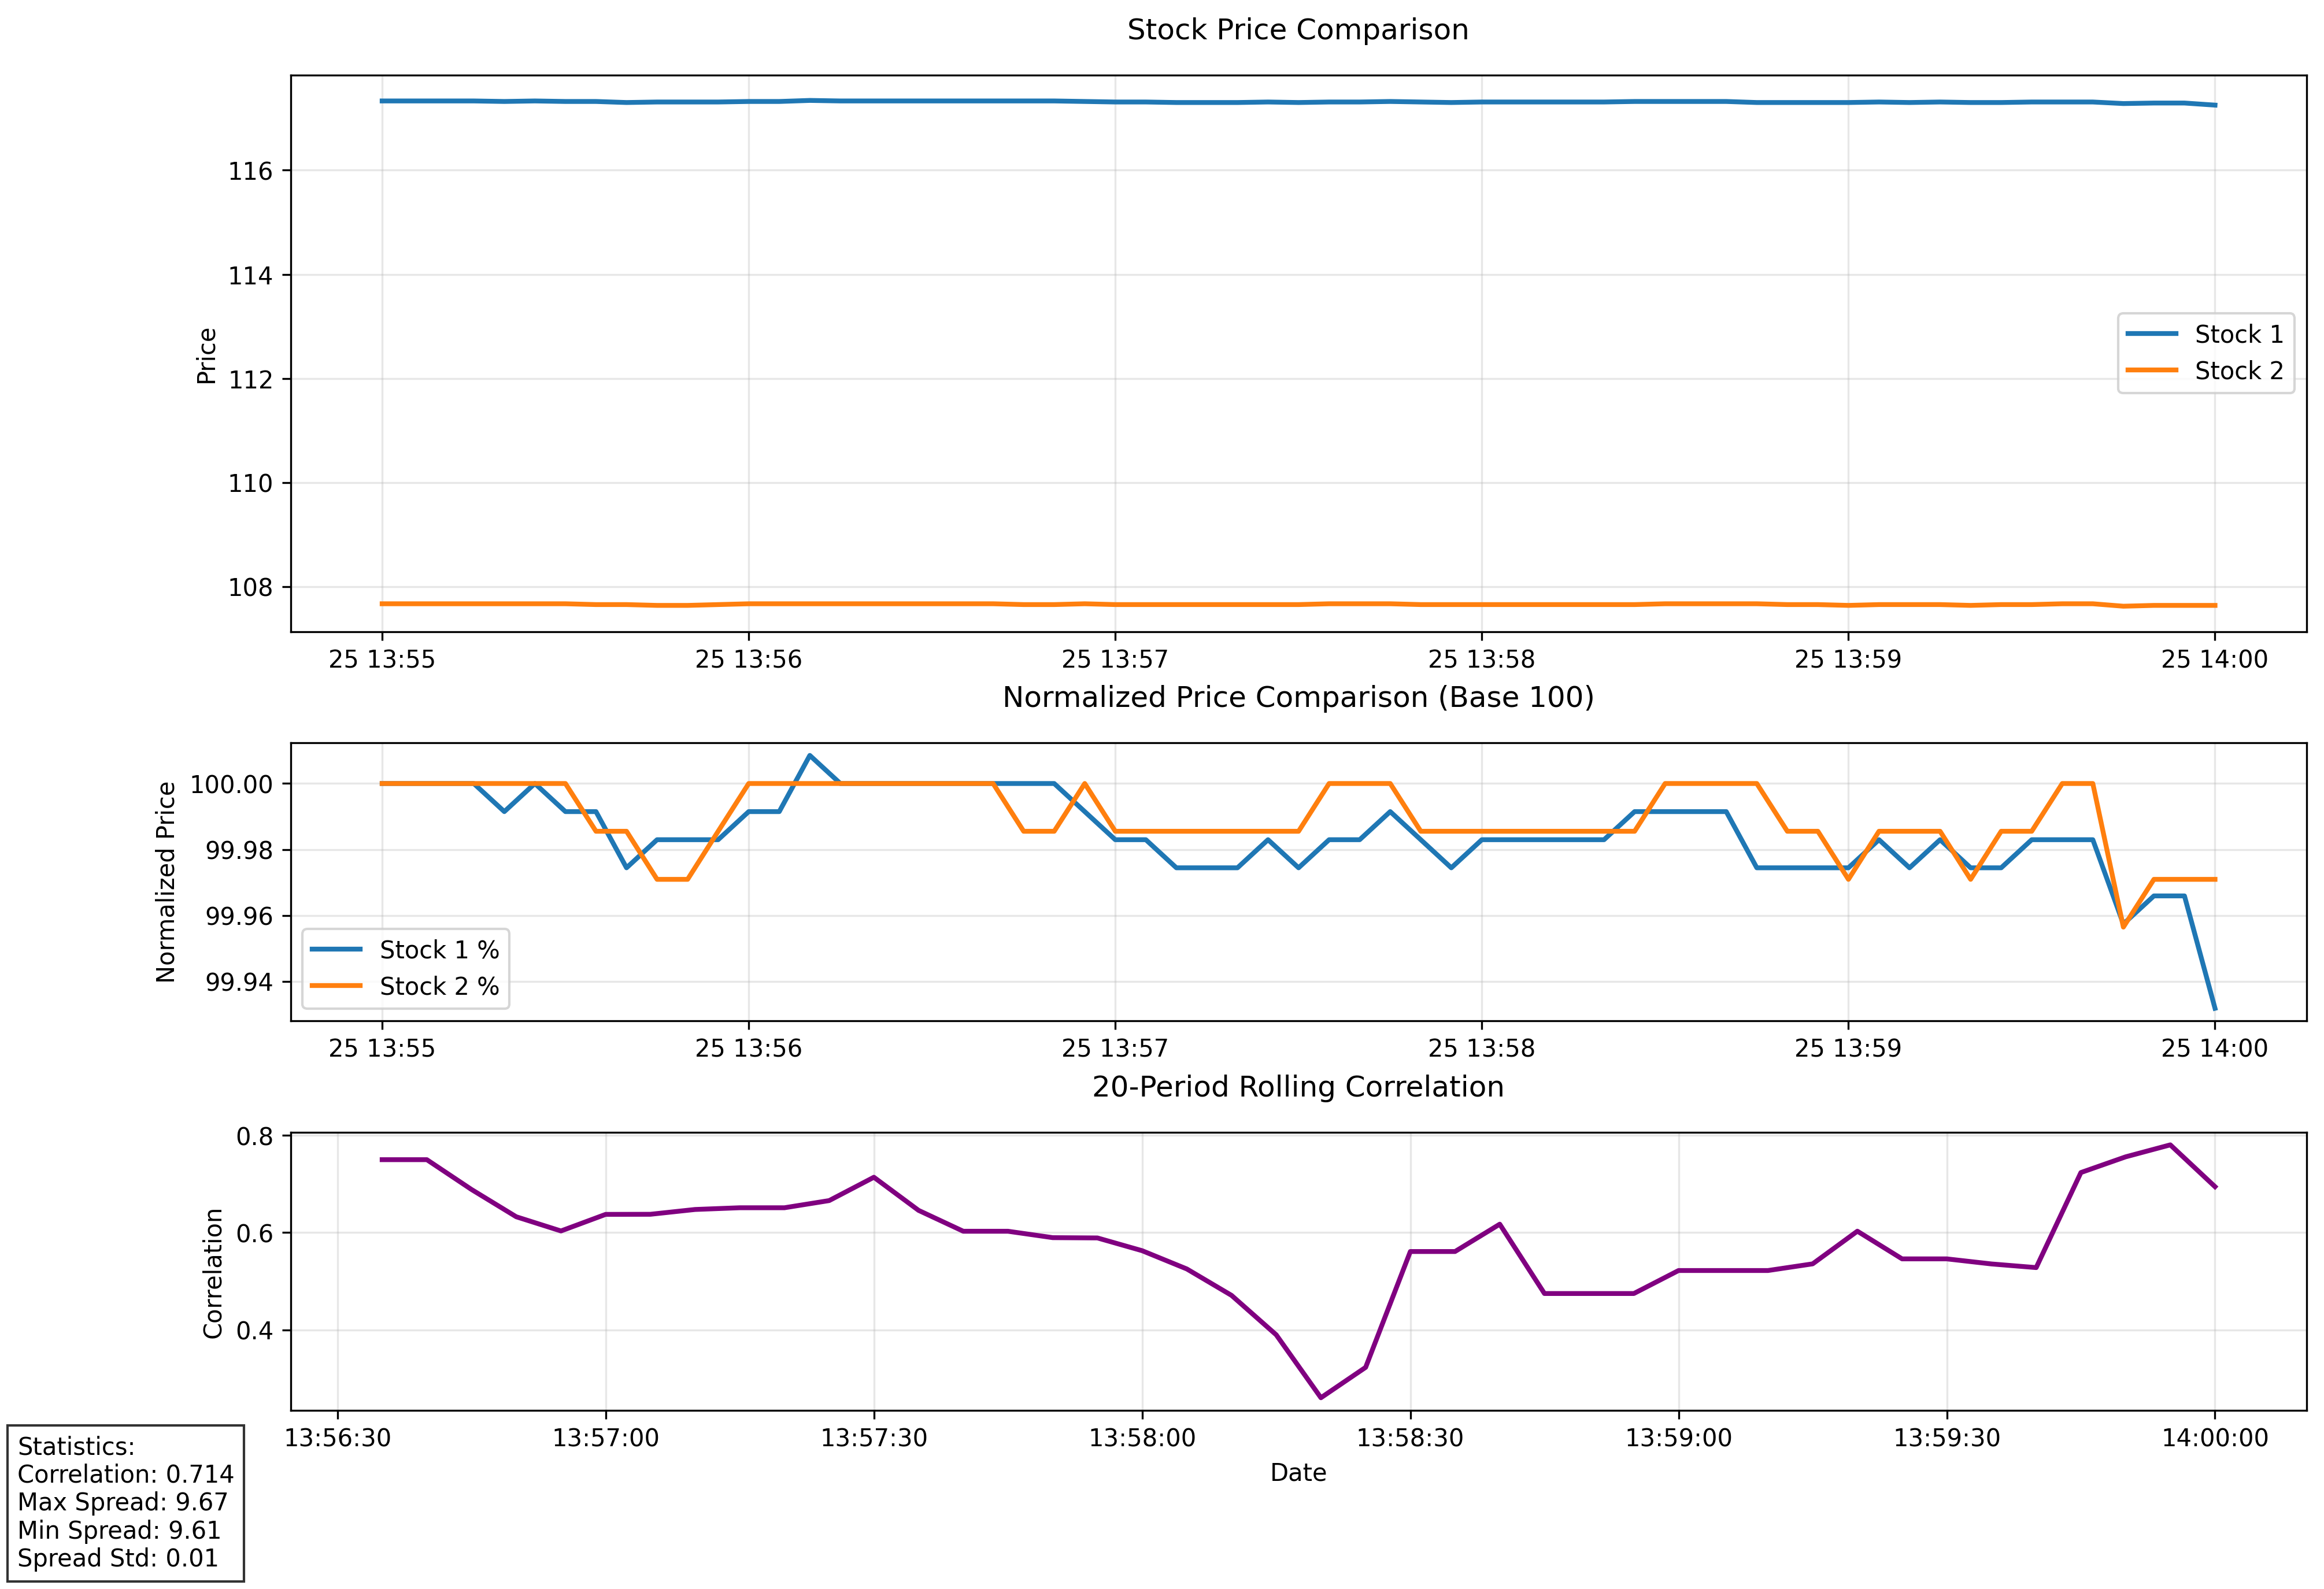 Stock Price Comparison
Price
116
114
112
110
108
Stock 1
Stock 2
25 13:55
25 13:56
25 13:57
25 13:58
25 13:59
25 14:00
Normalized Price Comparison (Base 100)
Normalized Price
100.00
99.98
99.96
99.94
Stock 1 %
Stock 2 %
25 13:55
25 13:56
25 13:57
25 13:58
25 13:59
25 14:00
20-Period Rolling Correlation
Correlation
0.8
0.6
0.4
13:56:30
13:57:00
13:57:30
13:58:00
13:58:30
13:59:00
13:59:30
14:00:00
Date
Statistics:
Correlation: 0.714
Max Spread: 9.67
Min Spread: 9.61
Spread Std: 0.01